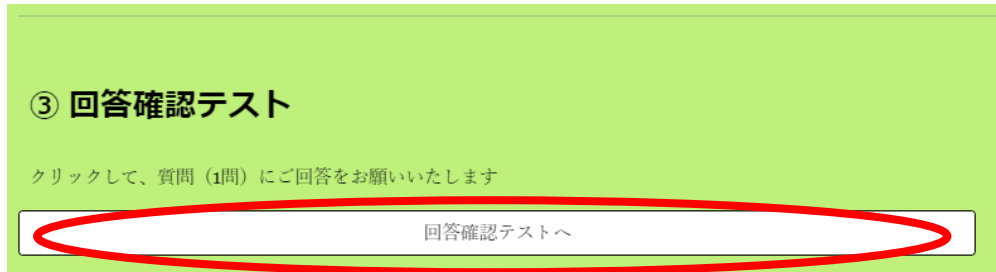 ③ 回答確認テスト
クリックして、質問（1問）にご回答をお願いいたします
回答確認テストへ